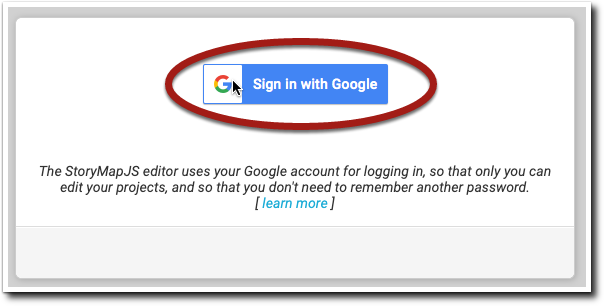 Sign in with Google
The StoryMapJS editor uses your Google account for logging in, so that only you can
edit your projects, and so that you don't need to remember another password.
[ learn more ]